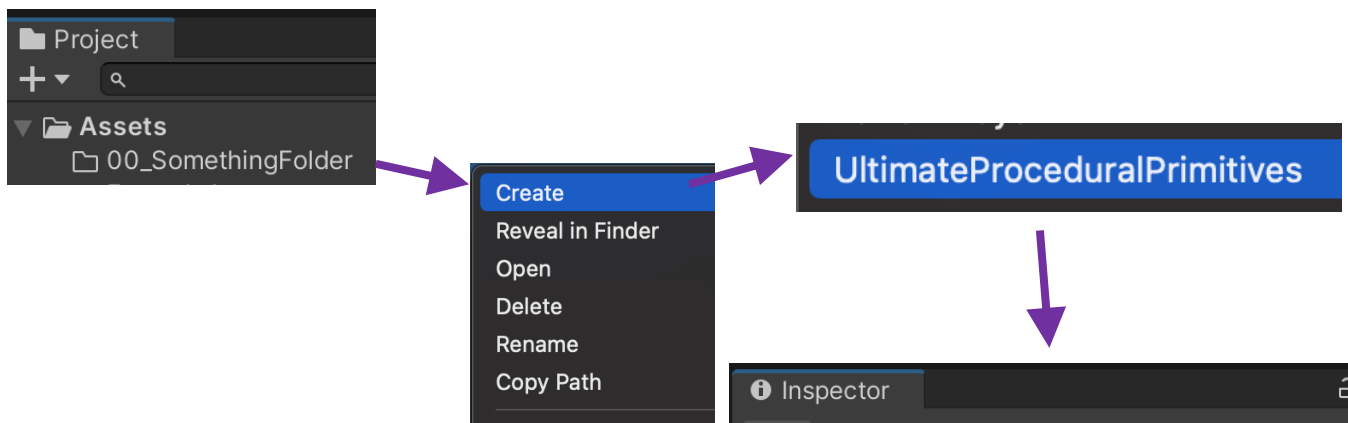 Project
Assets
00_SomethingFolder
Create
Reveal in Finder
Open
Delete
Rename
Copy Path
UltimateProceduralPrimitives
Inspector